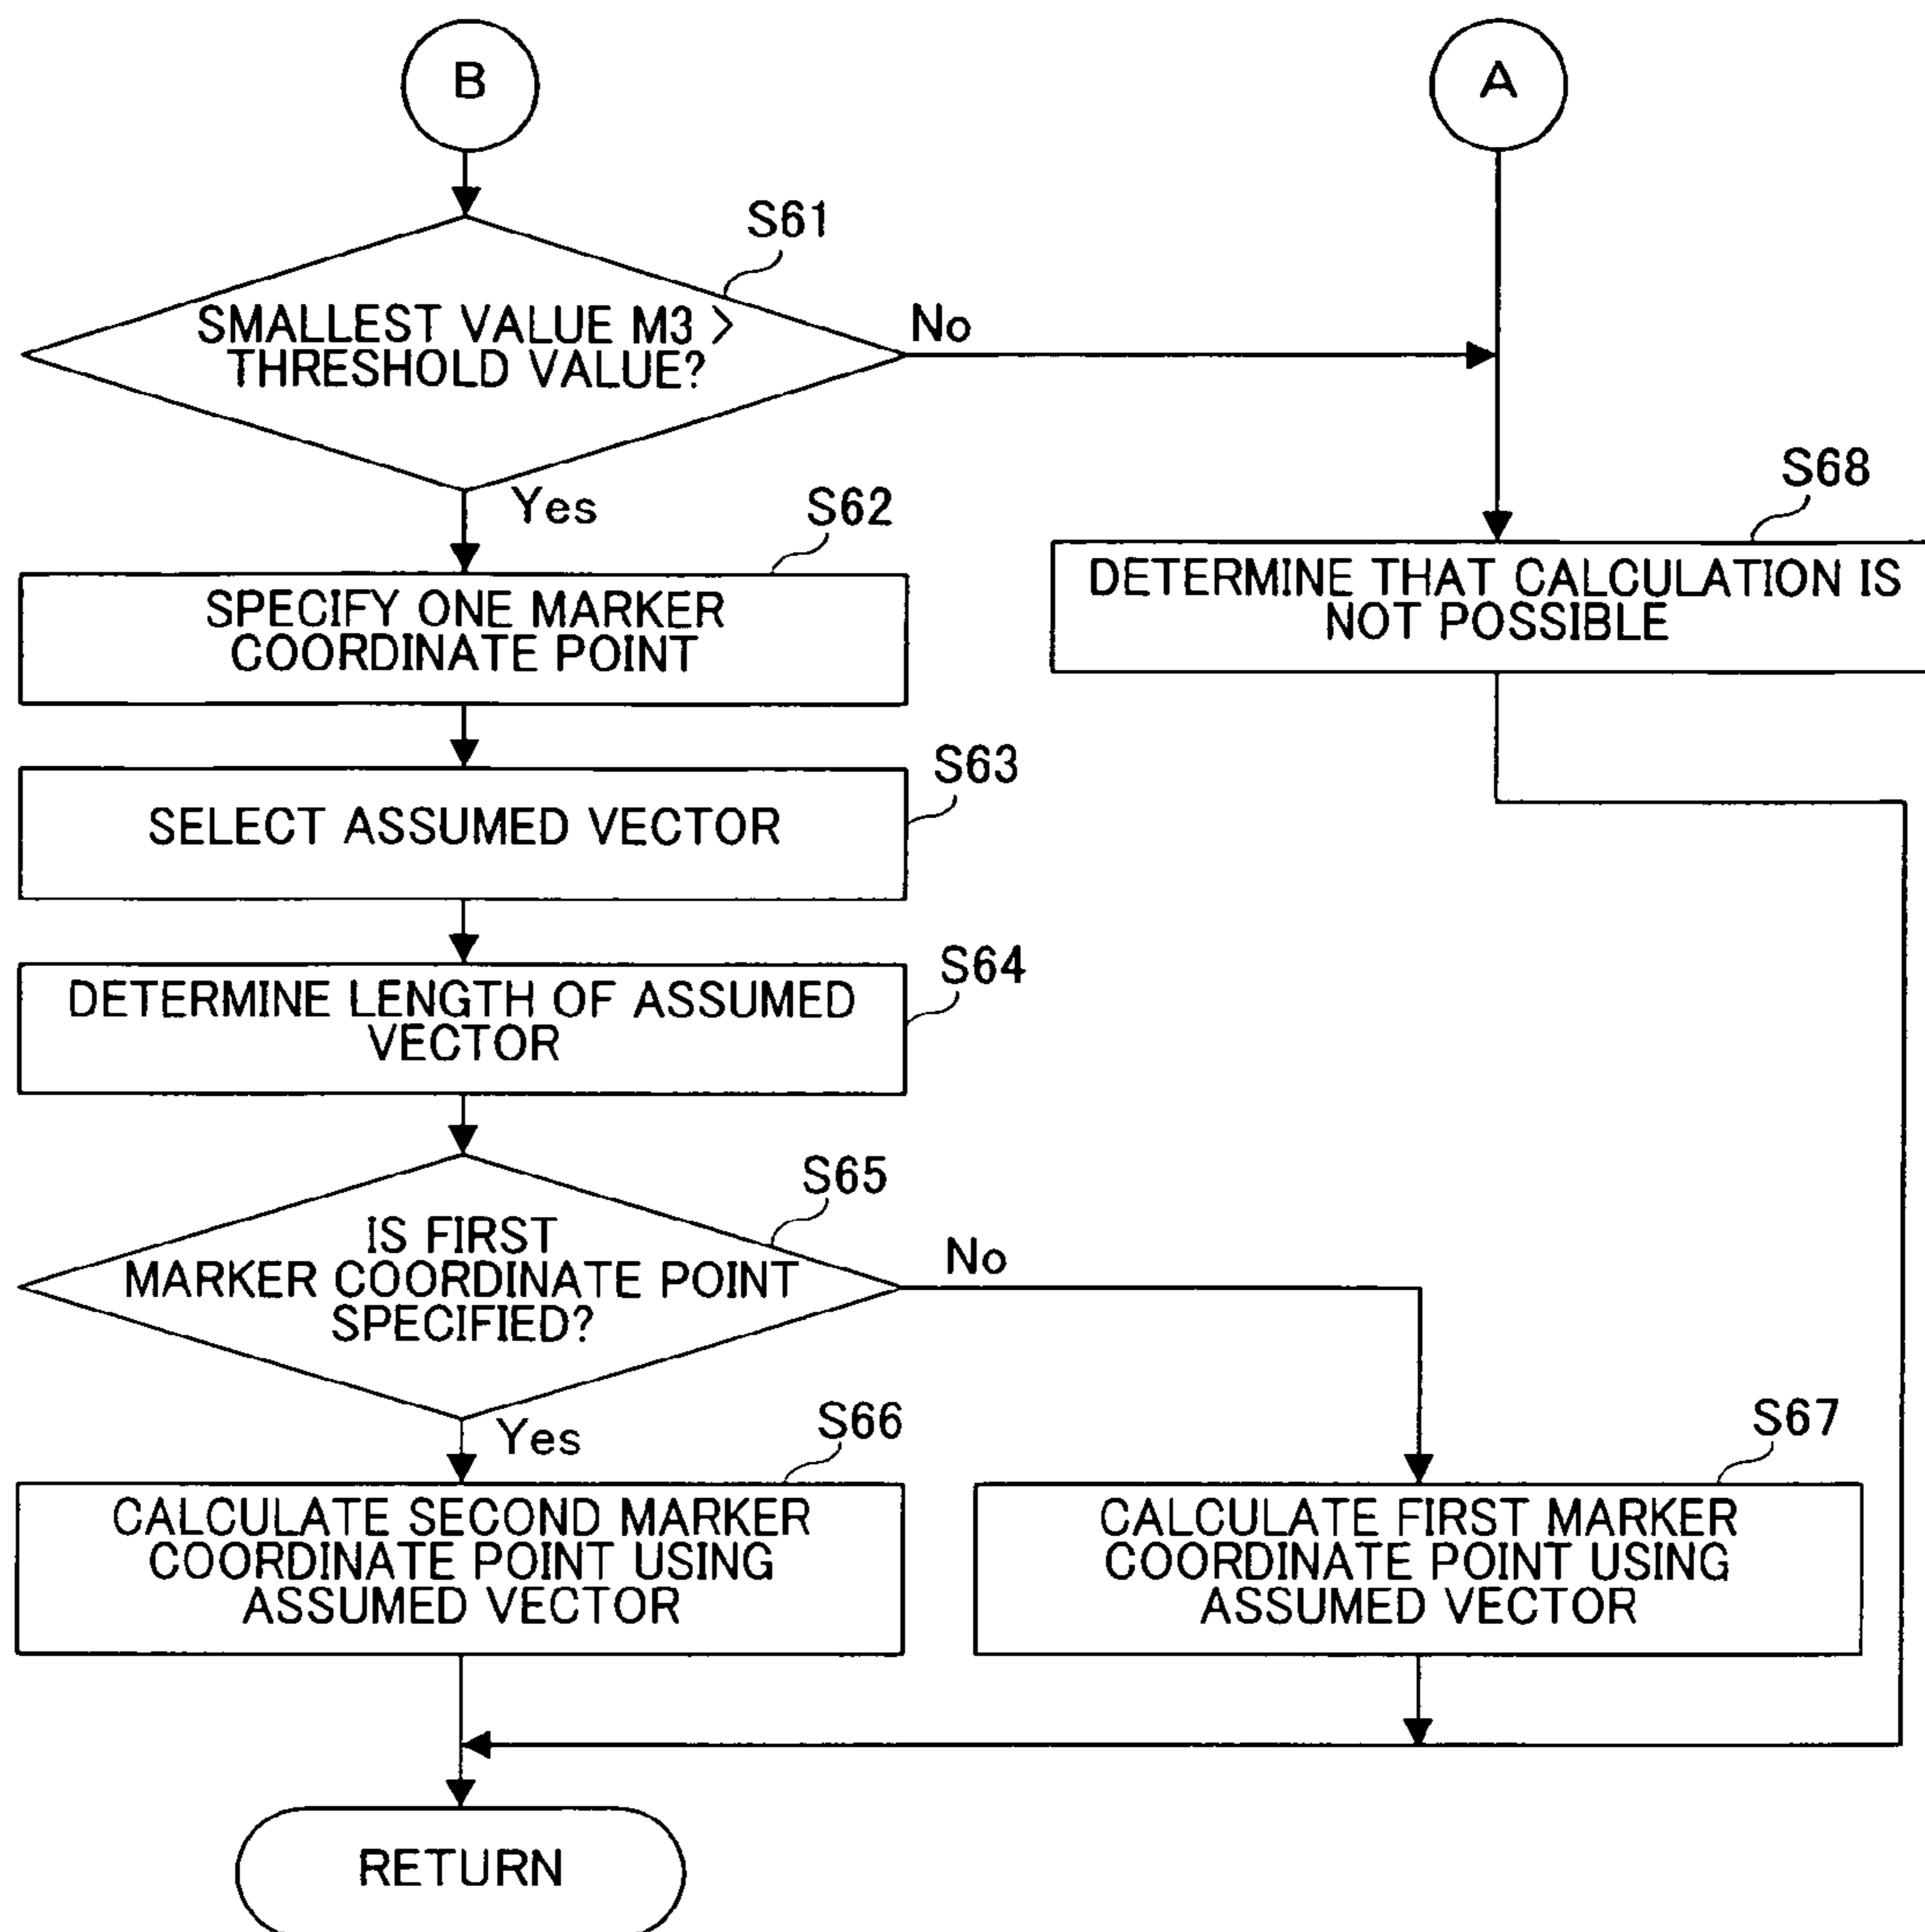 B
A
S61
SMALLEST VALUE M3 >
THRESHOLD VALUE?
No
Yes
S62
SPECIFY ONE MARKER
COORDINATE POINT
S68
DETERMINE THAT CALCULATION IS
NOT POSSIBLE
S63
SELECT ASSUMED VECTOR
S64
DETERMINE LENGTH OF ASSUMED
VECTOR
S65
IS FIRST
MARKER COORDINATE POINT
SPECIFIED?
No
Yes
S66
CALCULATE SECOND MARKER
COORDINATE POINT USING
ASSUMED VECTOR
S67
CALCULATE FIRST MARKER
COORDINATE POINT USING
ASSUMED VECTOR
RETURN